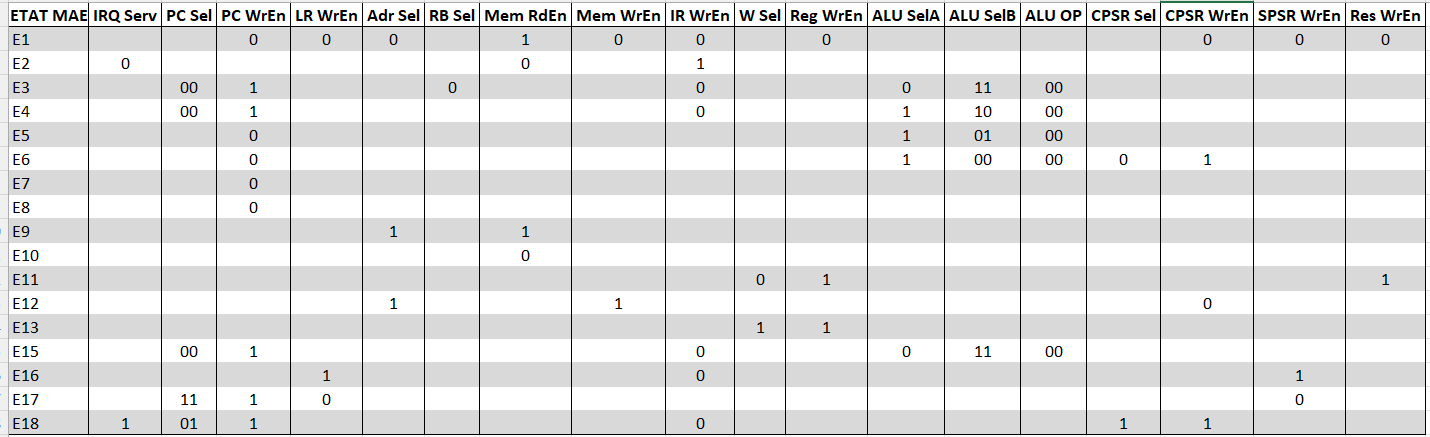 ETAT MAE IRQ Serv PC Sel PC WrEn LR WrEn Adr Sel RB Sel Mem RdEn Mem WrEn IR WrEn W Sel Reg WrEn ALU SelA ALU SelB ALU OP CPSR Sel CPSR WrEn SPSR WrEn Res WrEn
E1 0 0 0 1 0 0 0 0 0 0
E2 0 0 1
E3 00 1 0 0 0 11 00
E4 00 1 0 1 10 00
E5 0 1 01 00
E6 0 1 00 00 0 1
E7 0
E8 0
E9 1 1
E10 0
E11 0 1 1
E12 1 1 0
E13 1 1
E15 00 1 0 0 11 00
E16 1 0 1
E17 11 1 0 0
E18 1 01 1 0 1 1